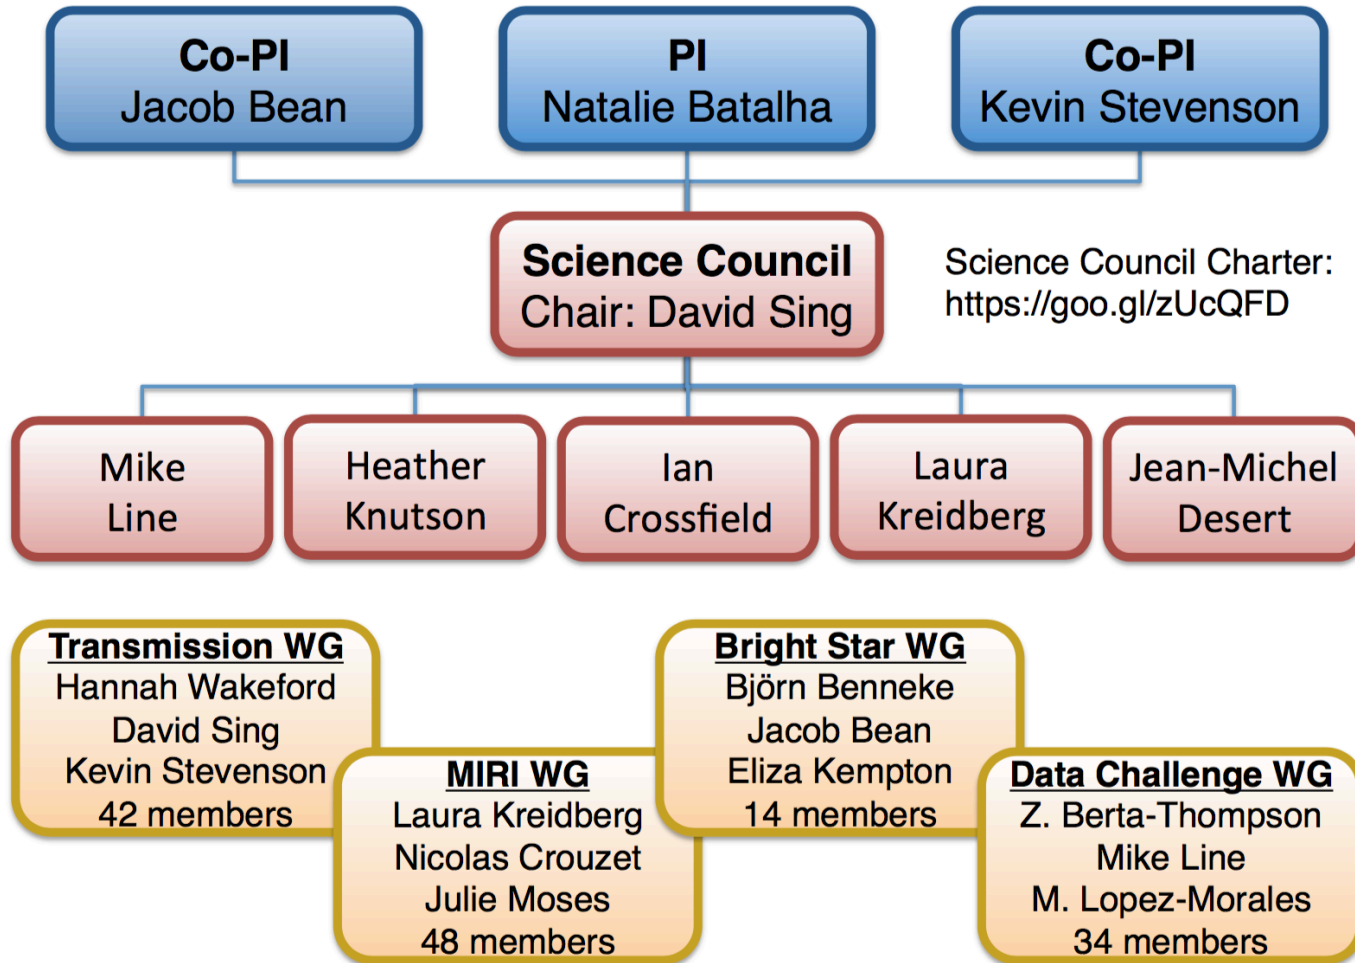 Co-PI
Jacob Bean
PI
Natalie Batalha
Co-PI
Kevin Stevenson
Science Council
Chair: David Sing
Science Council Charter:
https://goo.gl/zUcQFD
Mike
Line
Heather
Knutson
Ian
Crossfield
Laura
Kreidberg
Jean-Michel
Desert
Transmission WG
Hannah Wakeford
David Sing
Kevin Stevenson
42 members
MIRI WG
Laura Kreidberg
Nicolas Crouzet
Julie Moses
48 members
Bright Star WG
Björn Benneke
Jacob Bean
Eliza Kempton
14 members
Data Challenge WG
Z. Berta-Thompson
Mike Line
M. Lopez-Morales
34 members